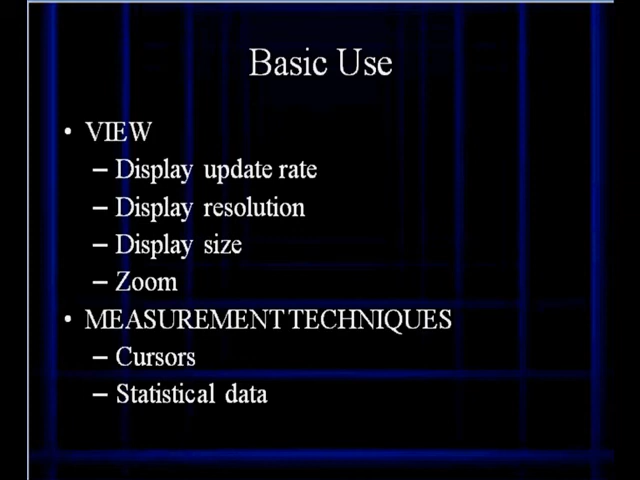 Basic Use
• VIEW
– Display update rate
– Display resolution
– Display size
– Zoom
• MEASUREMENT TECHNIQUES
– Cursors
– Statistical data